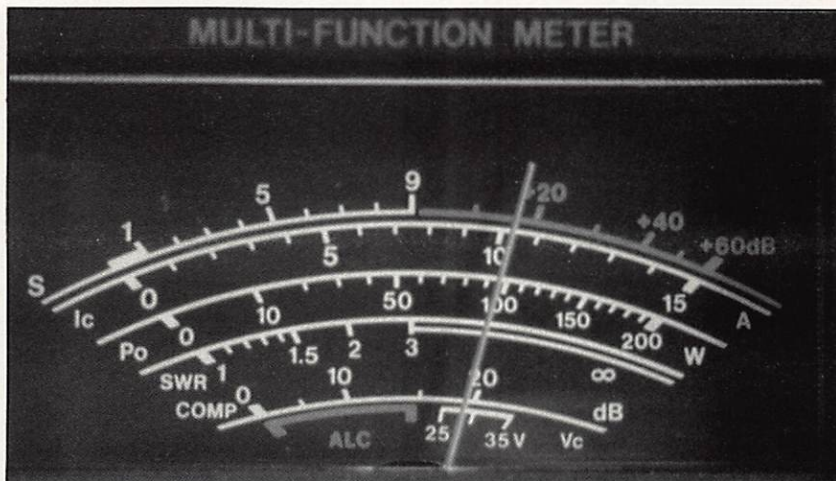 MULTI-FUNCTION METER
S 1 5 9 +20 +40 +60dB
Ic 0 5 10 15 A
Po 0 10 50 100 150 200 W
SWR 1 1.5 2 3 ∞
COMP 0 10 20 dB
ALC 25 35 V Vc